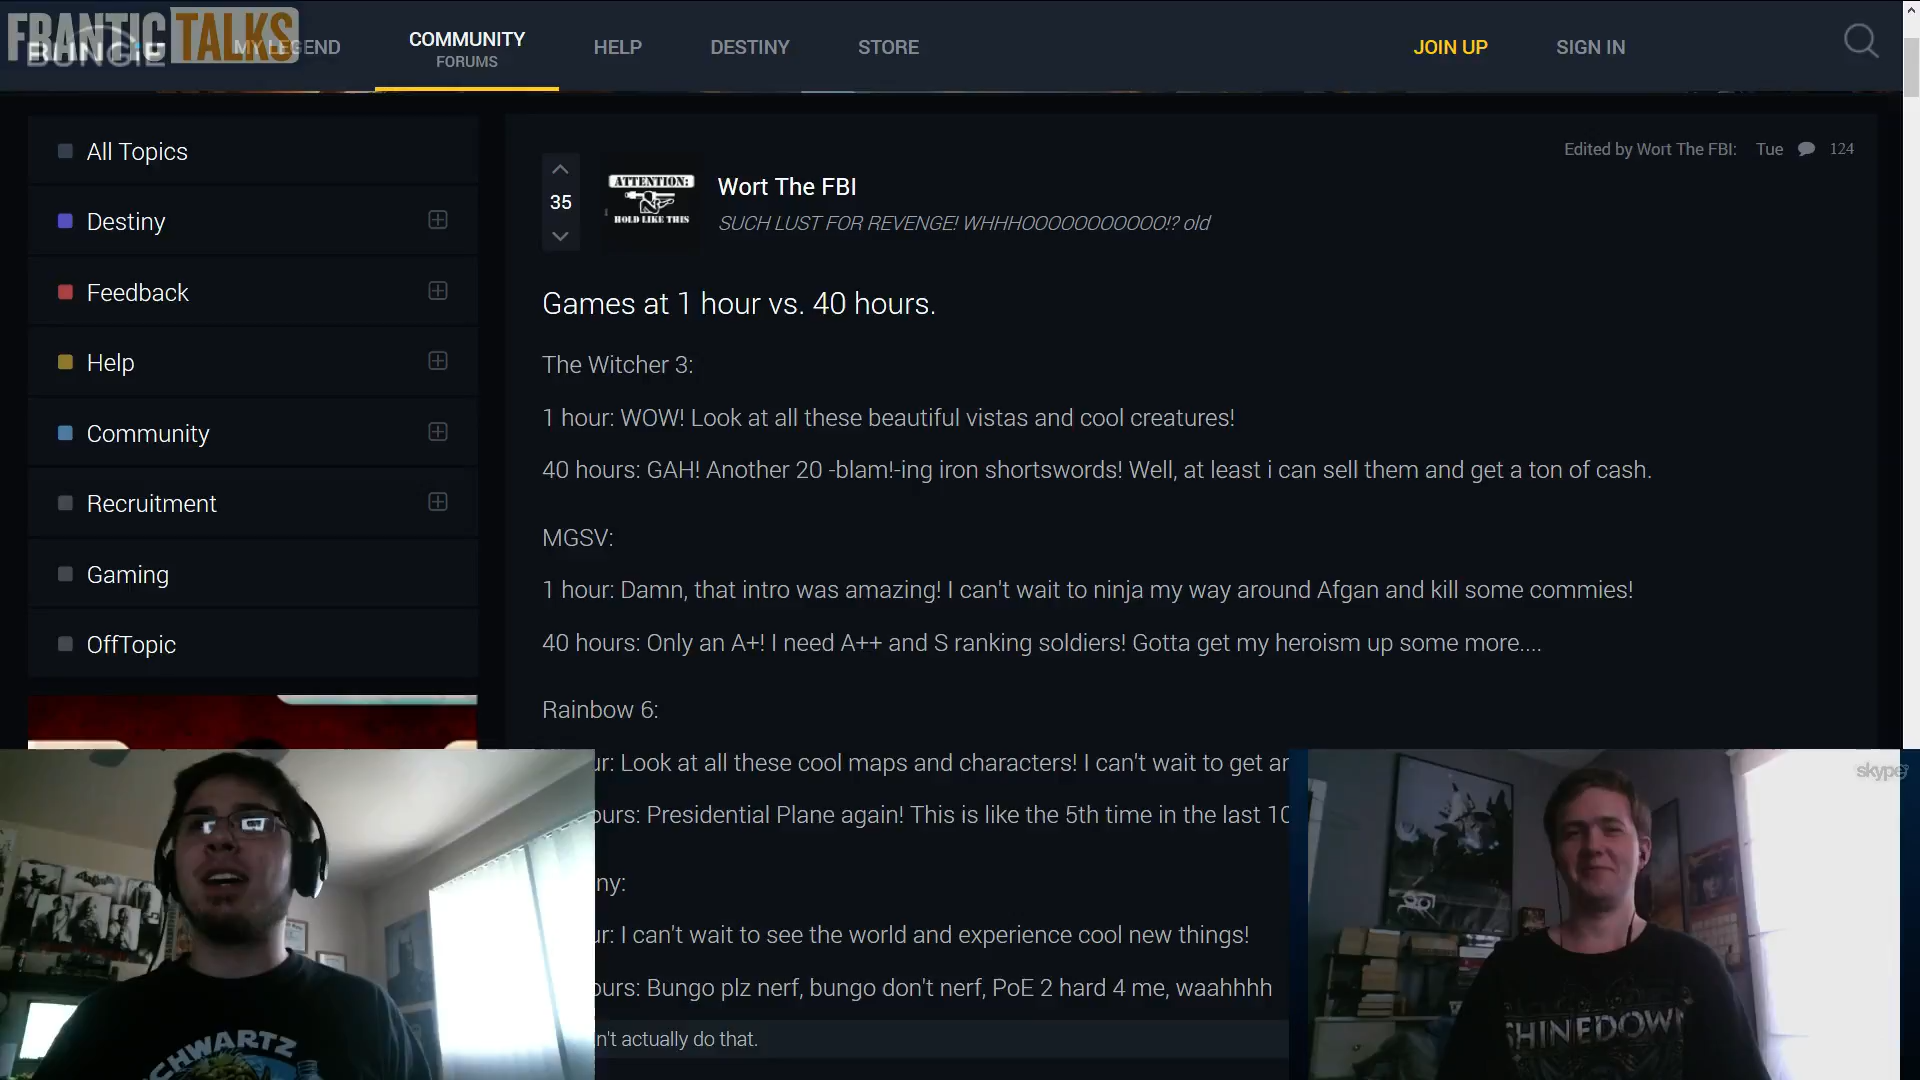 FRANTIC TALKS
BUNGIE
MY LEGEND
COMMUNITY
FORUMS
HELP
DESTINY
STORE
JOIN UP
SIGN IN
All Topics
Destiny
Feedback
Help
Community
Recruitment
Gaming
OffTopic
Edited by Wort The FBI: Tue 124
35
ATTENTION:
HOLD LIKE THIS
Wort The FBI
SUCH LUST FOR REVENGE! WHHHOOOOOOOOOOO!? old
Games at 1 hour vs. 40 hours.
The Witcher 3:
1 hour: WOW! Look at all these beautiful vistas and cool creatures!
40 hours: GAH! Another 20 -blam!-ing iron shortswords! Well, at least i can sell them and get a ton of cash.
MGSV:
1 hour: Damn, that intro was amazing! I can't wait to ninja my way around Afgan and kill some commies!
40 hours: Only an A+! I need A++ and S ranking soldiers! Gotta get my heroism up some more....
Rainbow 6:
ur: Look at all these cool maps and characters! I can't wait to get ar
ours: Presidential Plane again! This is like the 5th time in the last 10
ny:
ur: I can't wait to see the world and experience cool new things!
ours: Bungo plz nerf, bungo don't nerf, PoE 2 hard 4 me, waahhhh
n't actually do that.
skype
SCHWARTZ
SHINEDOWN